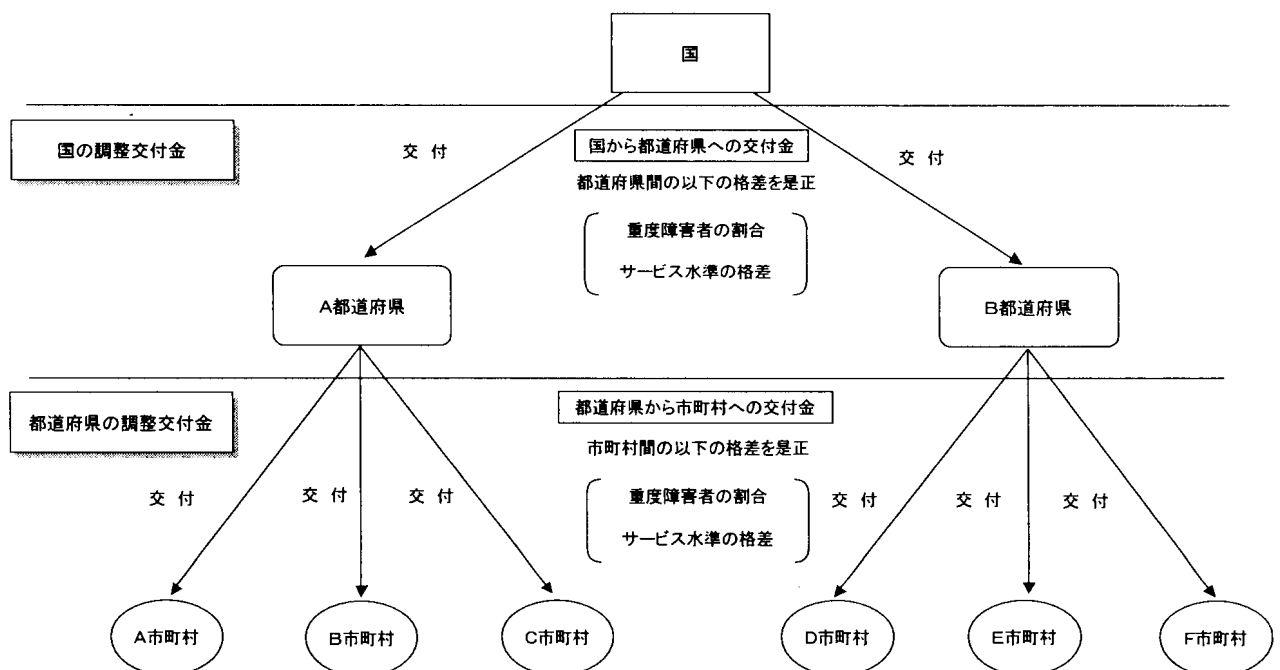 国
国の調整交付金
交 付
国から都道府県への交付金
交 付
都道府県間の以下の格差を是正
重度障害者の割合
サービス水準の格差
A都道府県
B都道府県
都道府県の調整交付金
都道府県から市町村への交付金
市町村間の以下の格差を是正
交 付
交 付
交 付
重度障害者の割合
サービス水準の格差
交 付
交 付
交 付
A市町村
B市町村
C市町村
D市町村
E市町村
F市町村